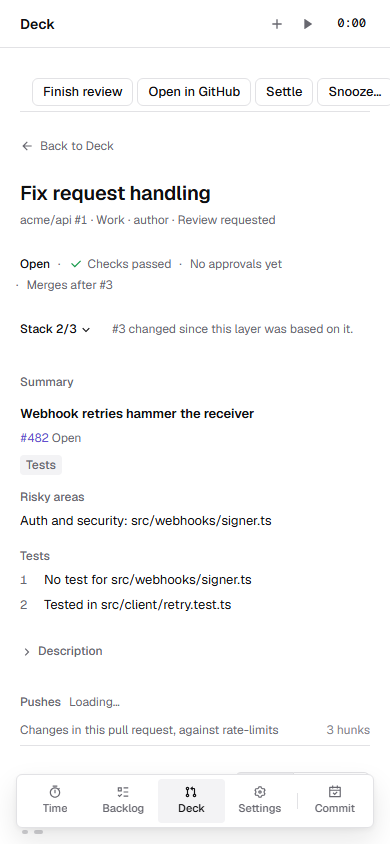 Deck
0:00
Finish review
Open in GitHub
Settle
Snooze...
Back to Deck
Fix request handling
acme/api #1 · Work · author · Review requested
Open · Checks passed · No approvals yet
· Merges after #3
Stack 2/3 #3 changed since this layer was based on it.
Summary
Webhook retries hammer the receiver
#482 Open
Tests
Risky areas
Auth and security: src/webhooks/signer.ts
Tests
1 No test for src/webhooks/signer.ts
2 Tested in src/client/retry.test.ts
Description
Pushes Loading...
Changes in this pull request, against rate-limits 3 hunks
Time
Backlog
Deck
Settings
Commit